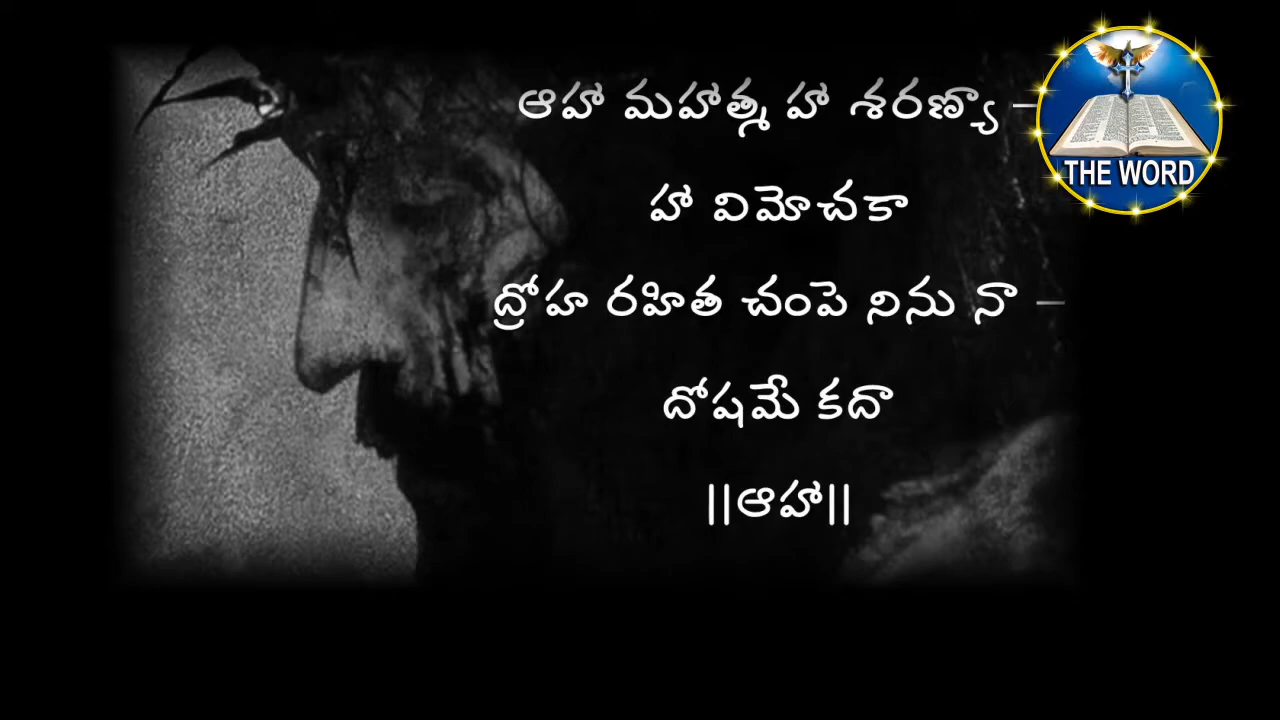 ఆహా మహాత్మ హా శరణ్యా –
హా విమోచకా
ద్రోహ రహిత చంపె నిను నా –
దోషమే కదా
||ఆహా||
THE WORD